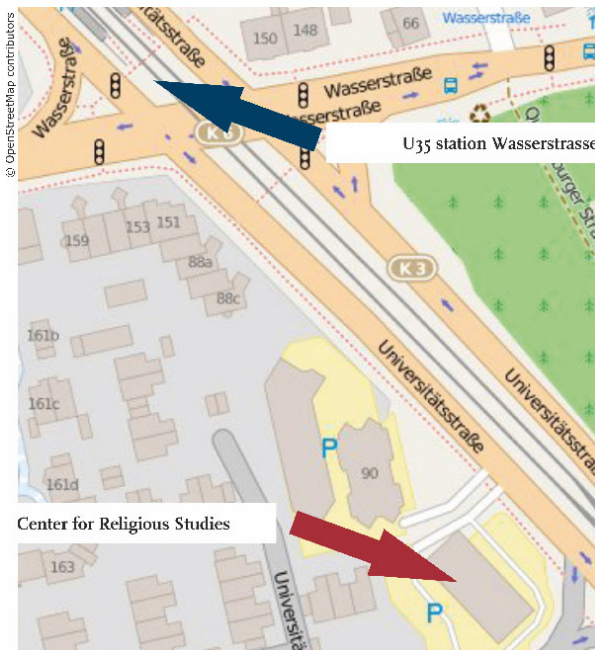 © OpenStreetMap contributors
Universitätsstraße
Wasserstraße
150
148
66
Wasserstraße
Wasserstraße
Wasserstraße
K 3
U35 station Wasserstrasse
159
153
151
88a
88c
K 3
161b
161c
161d
Universitätsstraße
Universitätsstraße
P
90
Center for Religious Studies
163
P